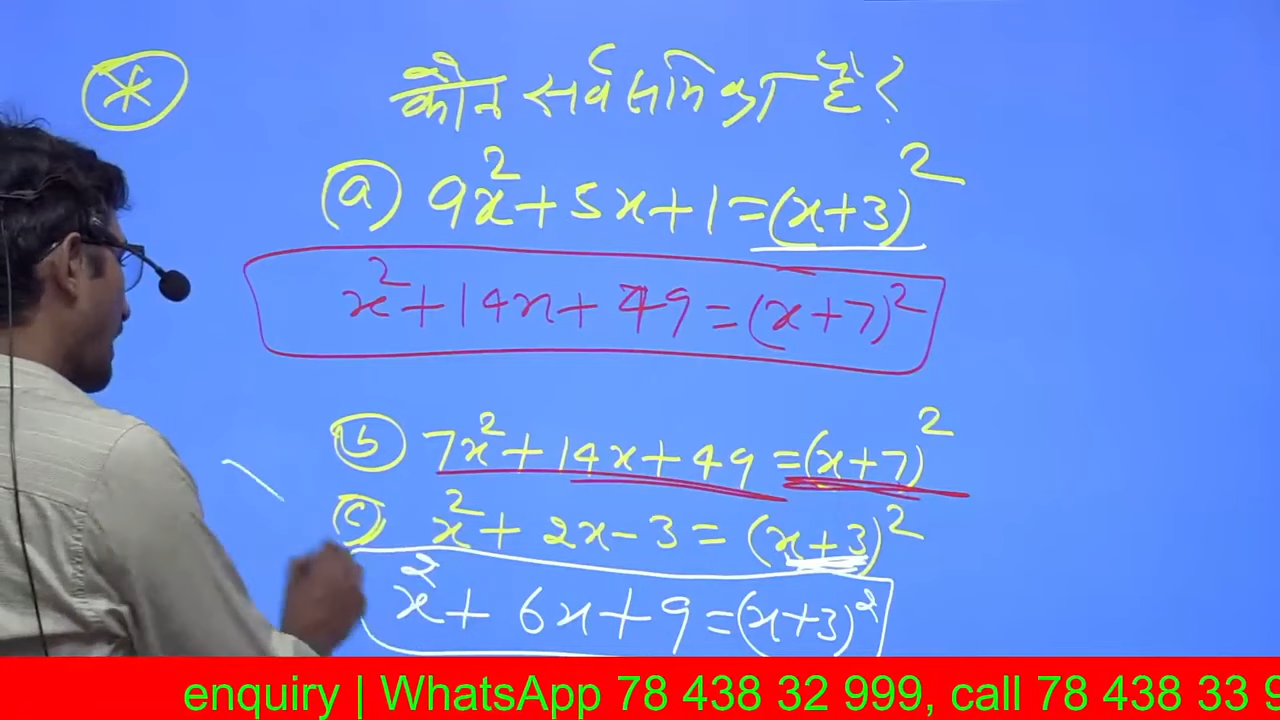 * कौन सर्वसमिका है?
(a) 9x² + 5x + 1 = (x+3)²
x² + 14x + 49 = (x+7)²
(b) 7x² + 14x + 49 = (x+7)²
(c) x² + 2x - 3 = (x+3)²
x² + 6x + 9 = (x+3)²
enquiry | WhatsApp 78 438 32 999, call 78 438 33 9